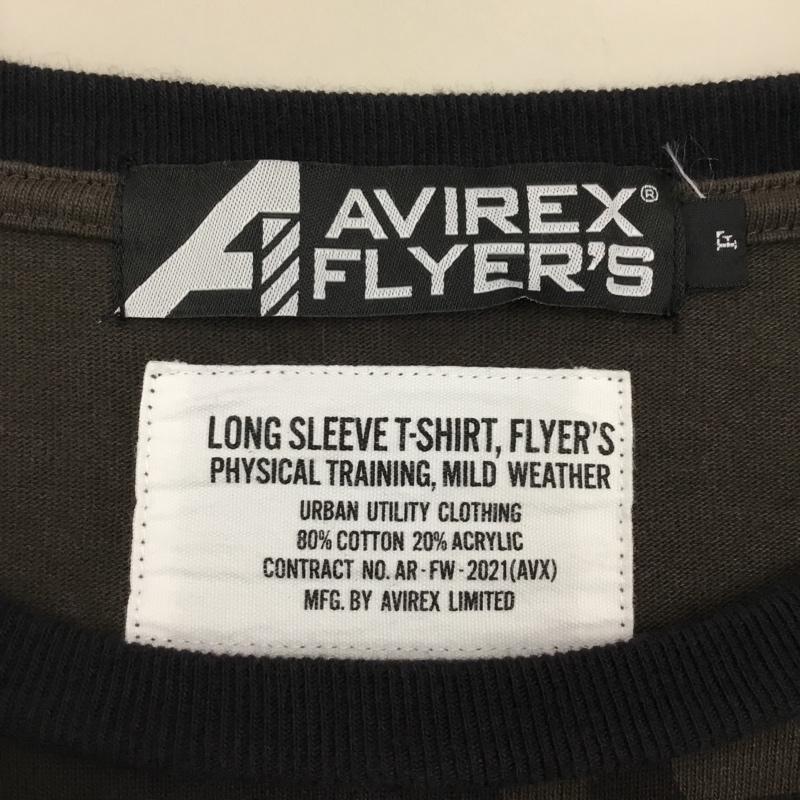 AVIREX®
FLYER'S
F
LONG SLEEVE T-SHIRT, FLYER'S
PHYSICAL TRAINING, MILD WEATHER
URBAN UTILITY CLOTHING
80% COTTON 20% ACRYLIC
CONTRACT NO. AR-FW-2021(AVX)
MFG. BY AVIREX LIMITED